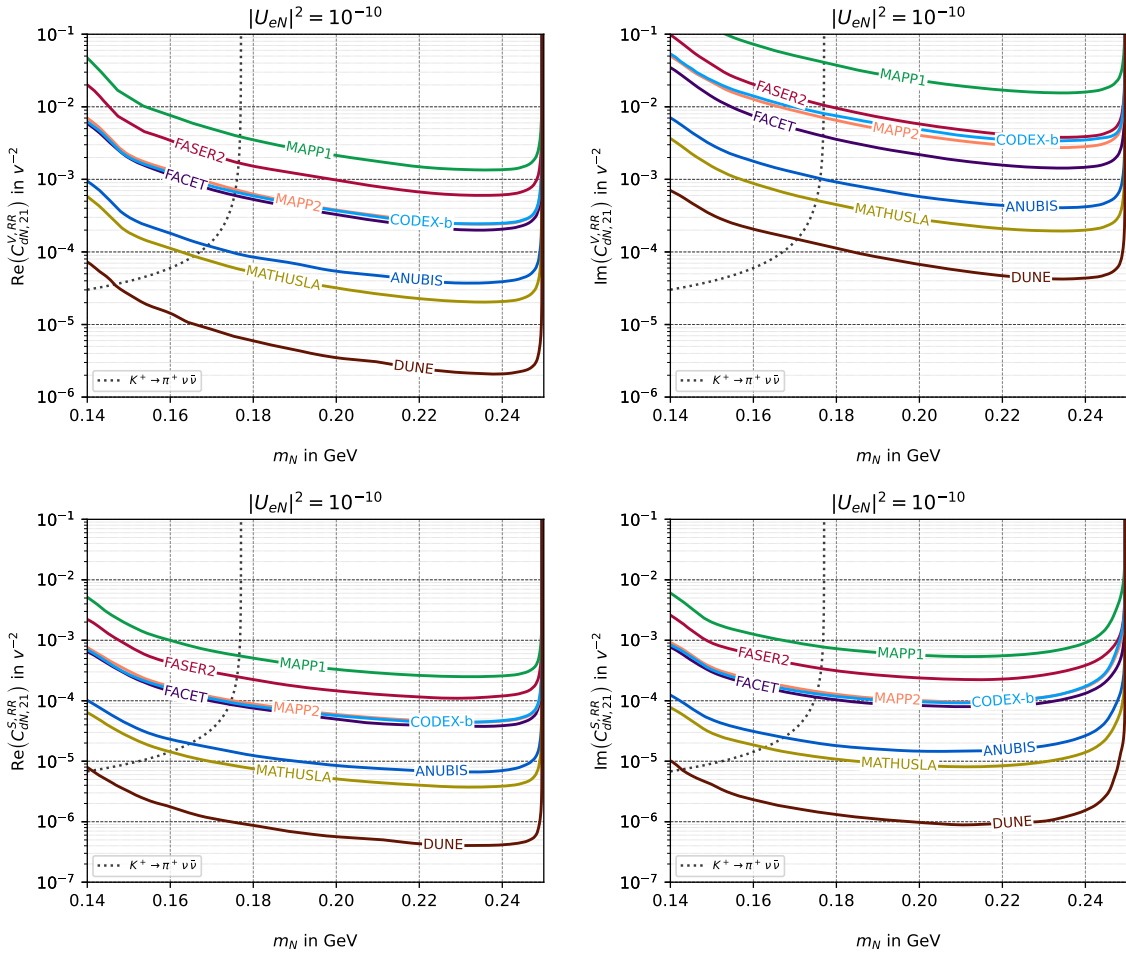 |U_{eN}|^2 = 10^{-10}
Re(C^{V,RR}_{dN,21}) in v^{-2}
10^{-1}
10^{-2}
10^{-3}
10^{-4}
10^{-5}
10^{-6}
MAPP1
FASER2
FACET
MAPP2
CODEX-b
ANUBIS
MATHUSLA
DUNE
K^+ → π^+ ν ν̄
0.14 0.16 0.18 0.20 0.22 0.24
m_N in GeV
|U_{eN}|^2 = 10^{-10}
Im(C^{V,RR}_{dN,21}) in v^{-2}
10^{-1}
10^{-2}
10^{-3}
10^{-4}
10^{-5}
10^{-6}
MAPP1
FASER2
FACET
MAPP2
CODEX-b
ANUBIS
MATHUSLA
DUNE
K^+ → π^+ ν ν̄
0.14 0.16 0.18 0.20 0.22 0.24
m_N in GeV
|U_{eN}|^2 = 10^{-10}
Re(C^{S,RR}_{dN,21}) in v^{-2}
10^{-1}
10^{-2}
10^{-3}
10^{-4}
10^{-5}
10^{-6}
10^{-7}
MAPP1
FASER2
FACET
MAPP2
CODEX-b
ANUBIS
MATHUSLA
DUNE
K^+ → π^+ ν ν̄
0.14 0.16 0.18 0.20 0.22 0.24
m_N in GeV
|U_{eN}|^2 = 10^{-10}
Im(C^{S,RR}_{dN,21}) in v^{-2}
10^{-1}
10^{-2}
10^{-3}
10^{-4}
10^{-5}
10^{-6}
10^{-7}
MAPP1
FASER2
FACET
MAPP2
CODEX-b
ANUBIS
MATHUSLA
DUNE
K^+ → π^+ ν ν̄
0.14 0.16 0.18 0.20 0.22 0.24
m_N in GeV